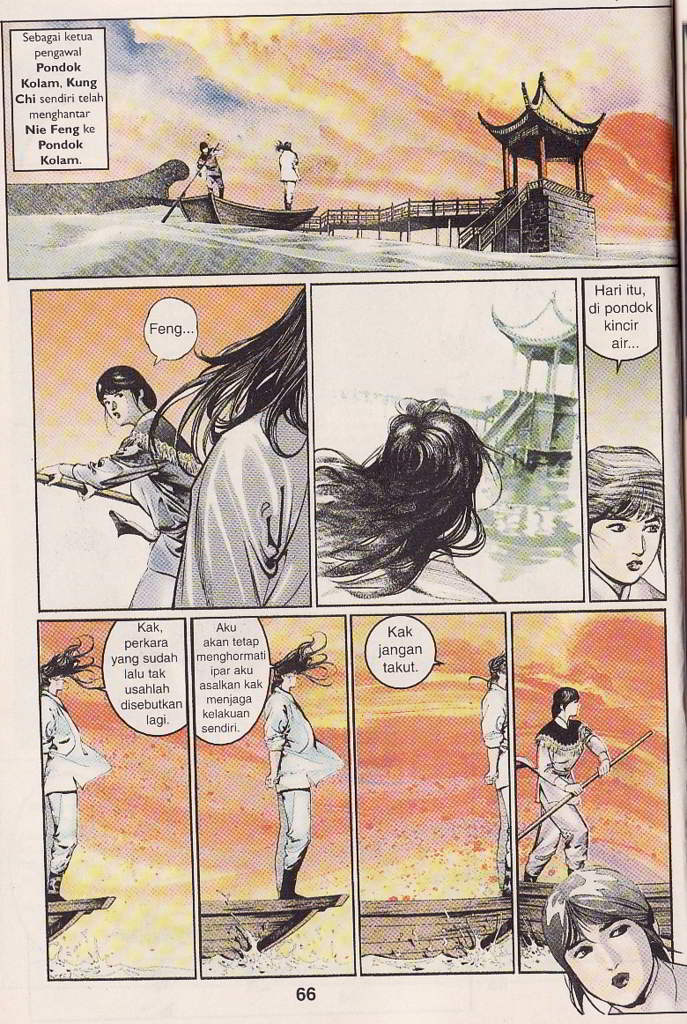 Sebagai ketua
pengawal
Pondok
Kolam, Kung
Chi sendiri telah
menghantar
Nie Feng ke
Pondok
Kolam.
Feng...
Hari itu,
di pondok
kincir
air...
Kak,
perkara
yang sudah
lalu tak
usahlah
disebutkan
lagi.
Aku
akan tetap
menghormati
ipar aku
asalkan kak
menjaga
kelakuan
sendiri.
Kak
jangan
takut.
66